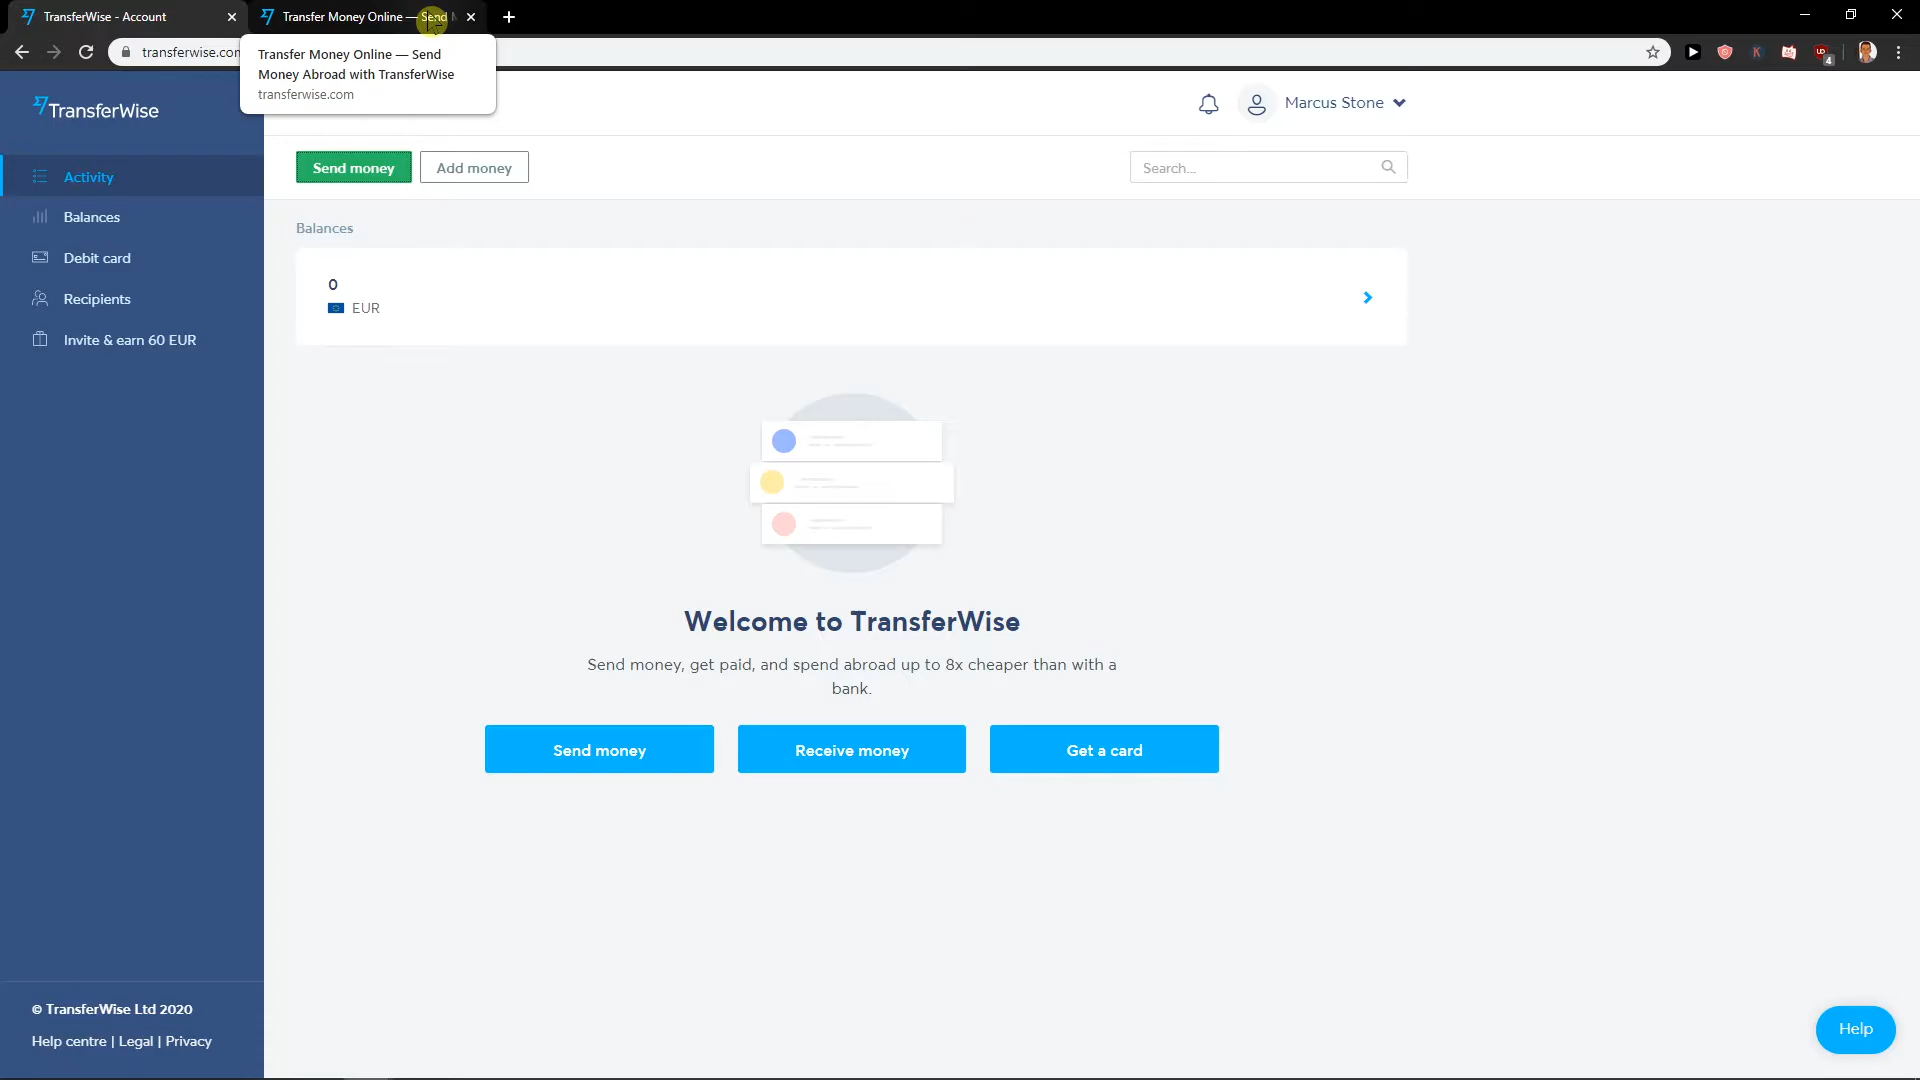 TransferWise - Account
Transfer Money Online — Send
transferwise.com
Transfer Money Online — Send
Money Abroad with TransferWise
transferwise.com
4
TransferWise
Marcus Stone
Send money
Add money
Search...
Activity
Balances
Debit card
Recipients
Invite & earn 60 EUR
Balances
0
EUR
Welcome to TransferWise
Send money, get paid, and spend abroad up to 8x cheaper than with a
bank.
Send money
Receive money
Get a card
© TransferWise Ltd 2020
Help centre | Legal | Privacy
Help